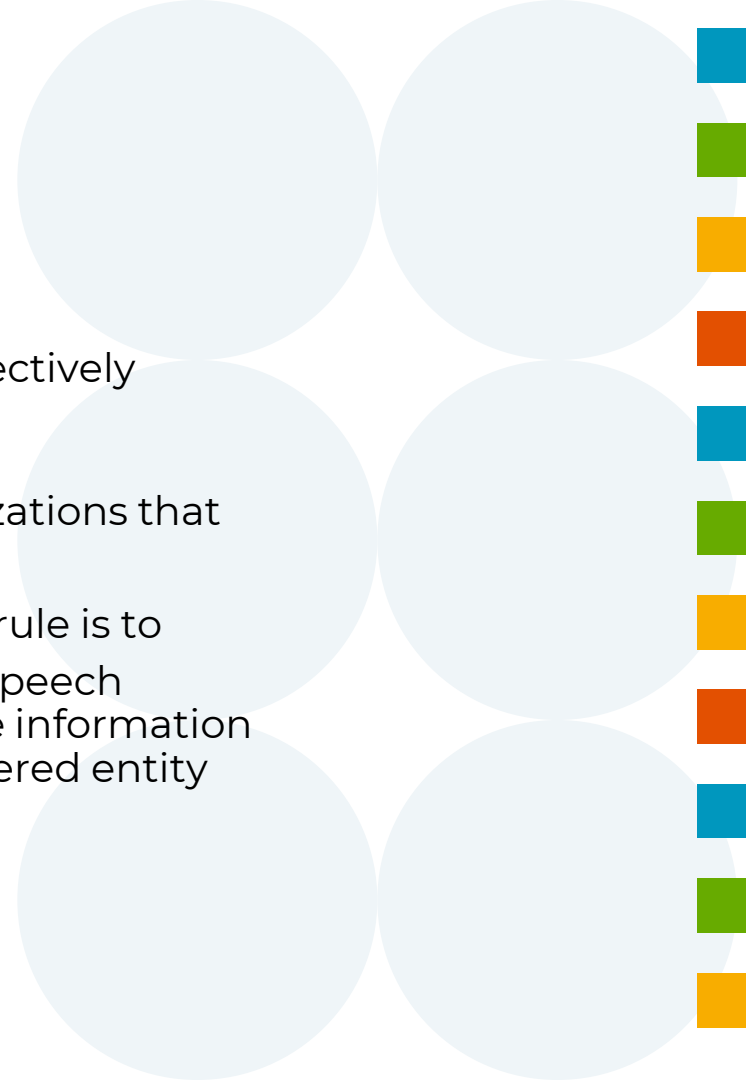 ectively
zations that
rule is to
peech
e information
ered entity